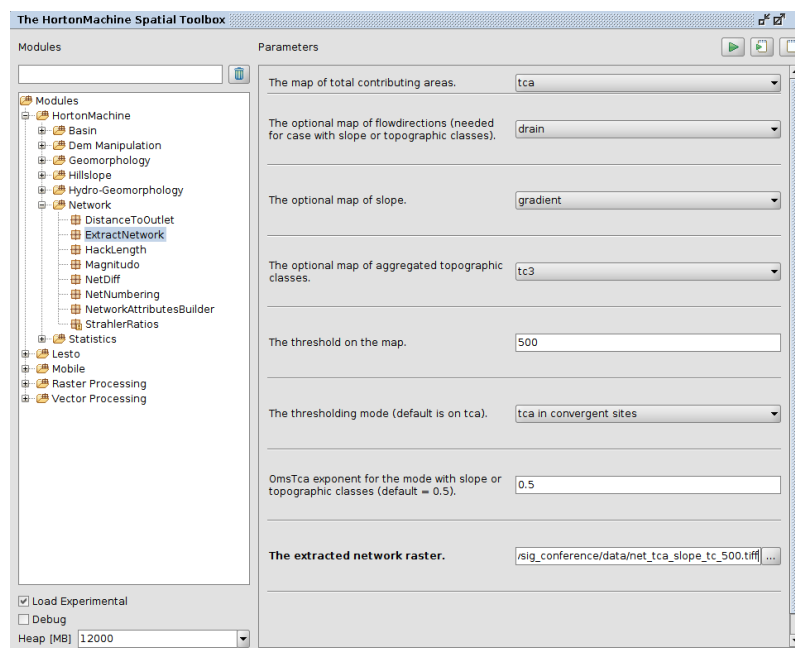 The HortonMachine Spatial Toolbox
Modules
Parameters
Modules
HortonMachine
Basin
Dem Manipulation
Geomorphology
Hillslope
Hydro-Geomorphology
Network
DistanceToOutlet
ExtractNetwork
HackLength
Magnitudo
NetDiff
NetNumbering
NetworkAttributesBuilder
StrahlerRatios
Statistics
Lesto
Mobile
Raster Processing
Vector Processing
Load Experimental
Debug
Heap [MB] 12000
The map of total contributing areas. tca
The optional map of flowdirections (needed
for case with slope or topographic classes). drain
The optional map of slope. gradient
The optional map of aggregated topographic
classes. tc3
The threshold on the map. 500
The thresholding mode (default is on tca). tca in convergent sites
OmsTca exponent for the mode with slope or
topographic classes (default = 0.5). 0.5
The extracted network raster. /sig_conference/data/net_tca_slope_tc_500.tiff ...